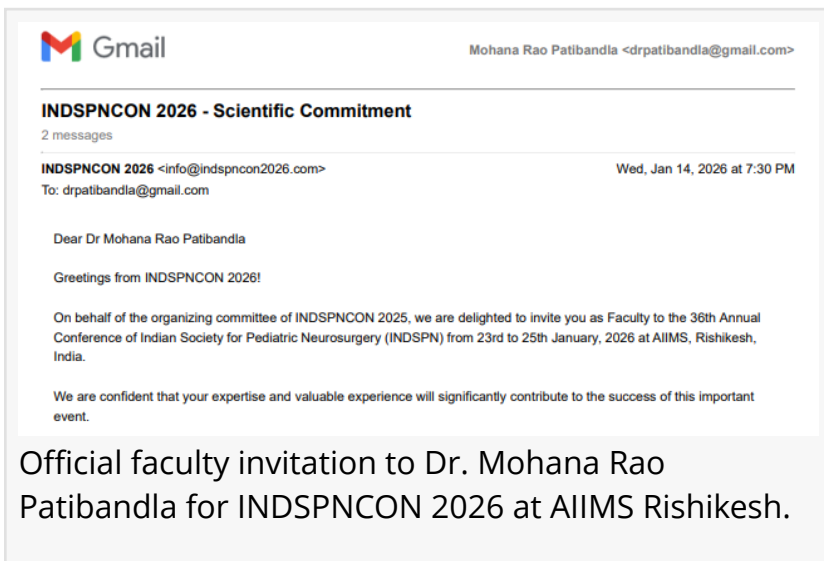 Gmail
Mohana Rao Patibandla <drpatibandla@gmail.com>
INDSPNCON 2026 - Scientific Commitment
2 messages
INDSPNCON 2026 <info@indspncon2026.com>
Wed, Jan 14, 2026 at 7:30 PM
To: drpatibandla@gmail.com
Dear Dr Mohana Rao Patibandla
Greetings from INDSPNCON 2026!
On behalf of the organizing committee of INDSPNCON 2025, we are delighted to invite you as Faculty to the 36th Annual
Conference of Indian Society for Pediatric Neurosurgery (INDSPN) from 23rd to 25th January, 2026 at AIIMS, Rishikesh,
India.
We are confident that your expertise and valuable experience will significantly contribute to the success of this important
event.
Official faculty invitation to Dr. Mohana Rao
Patibandla for INDSPNCON 2026 at AIIMS Rishikesh.